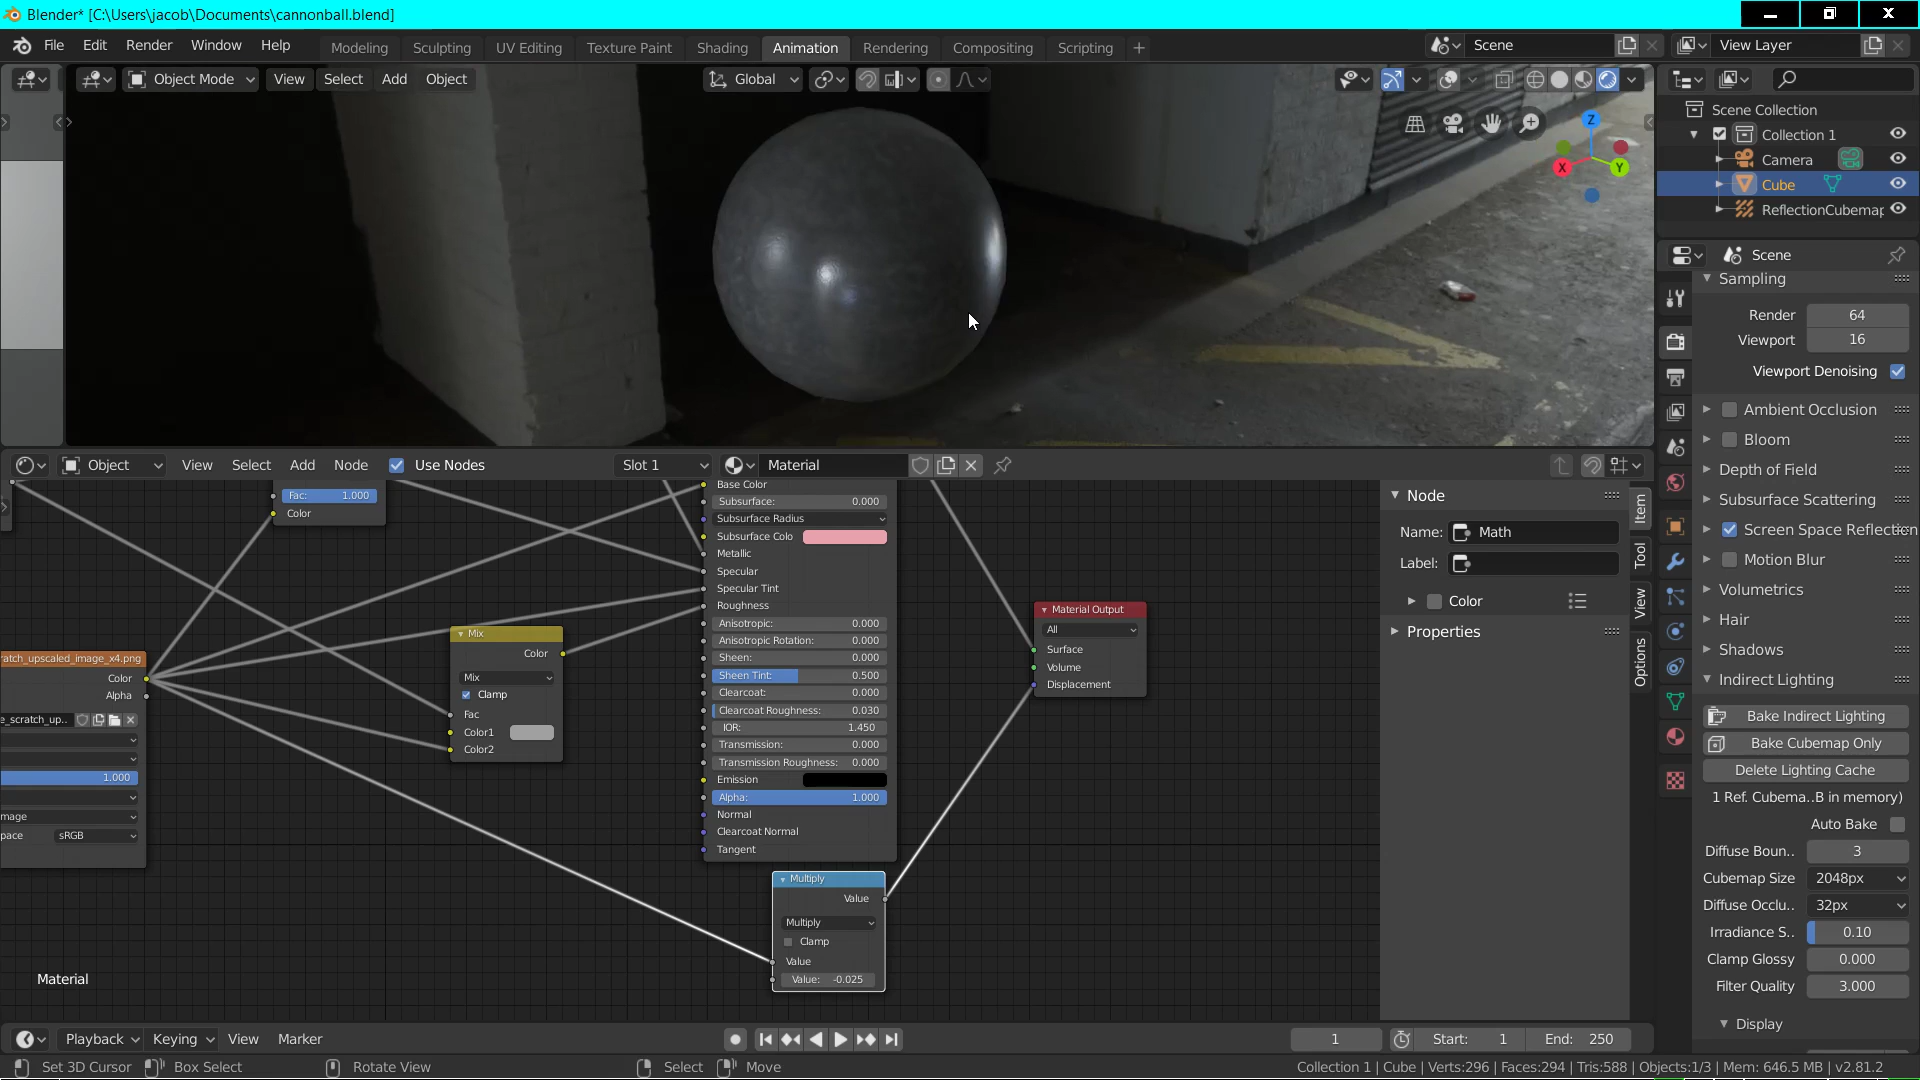 Blender* [C:\Users\jacob\Documents\cannonball.blend]
File Edit Render Window Help
Modeling Sculpting UV Editing Texture Paint Shading Animation Rendering Compositing Scripting +
Scene
View Layer
Object Mode View Select Add Object
Global
Z
X
Y
Scene Collection
Collection 1
Camera
Cube
ReflectionCubemap
Scene
Sampling
Render 64
Viewport 16
Viewport Denoising
Ambient Occlusion
Bloom
Depth of Field
Subsurface Scattering
Screen Space Reflection
Motion Blur
Volumetrics
Hair
Shadows
Indirect Lighting
Bake Indirect Lighting
Bake Cubemap Only
Delete Lighting Cache
1 Ref. Cubema..B in memory)
Auto Bake
Diffuse Boun.. 3
Cubemap Size 2048px
Diffuse Occlu.. 32px
Irradiance S.. 0.10
Clamp Glossy 0.000
Filter Quality 3.000
Display
Object View Select Add Node Use Nodes
Slot 1
Material
Fac: 1.000
Color
ratch_upscaled_image_x4.png
Color
Alpha
e_scratch_up..
1.000
mage
pace sRGB
Mix
Color
Mix
Clamp
Fac
Color1
Color2
Base Color
Subsurface: 0.000
Subsurface Radius
Subsurface Colo
Metallic
Specular
Specular Tint
Roughness
Anisotropic: 0.000
Anisotropic Rotation: 0.000
Sheen: 0.000
Sheen Tint: 0.500
Clearcoat: 0.000
Clearcoat Roughness: 0.030
IOR: 1.450
Transmission: 0.000
Transmission Roughness: 0.000
Emission
Alpha: 1.000
Normal
Clearcoat Normal
Tangent
Multiply
Value
Multiply
Clamp
Value
Value: -0.025
Material Output
All
Surface
Volume
Displacement
Node
Name: Math
Label:
Color
Properties
Item
Tool
View
Options
Material
Playback Keying View Marker
1
Start: 1
End: 250
Set 3D Cursor
Box Select
Rotate View
Select
Move
Collection 1 | Cube | Verts:296 | Faces:294 | Tris:588 | Objects:1/3 | Mem: 646.5 MB | v2.81.2